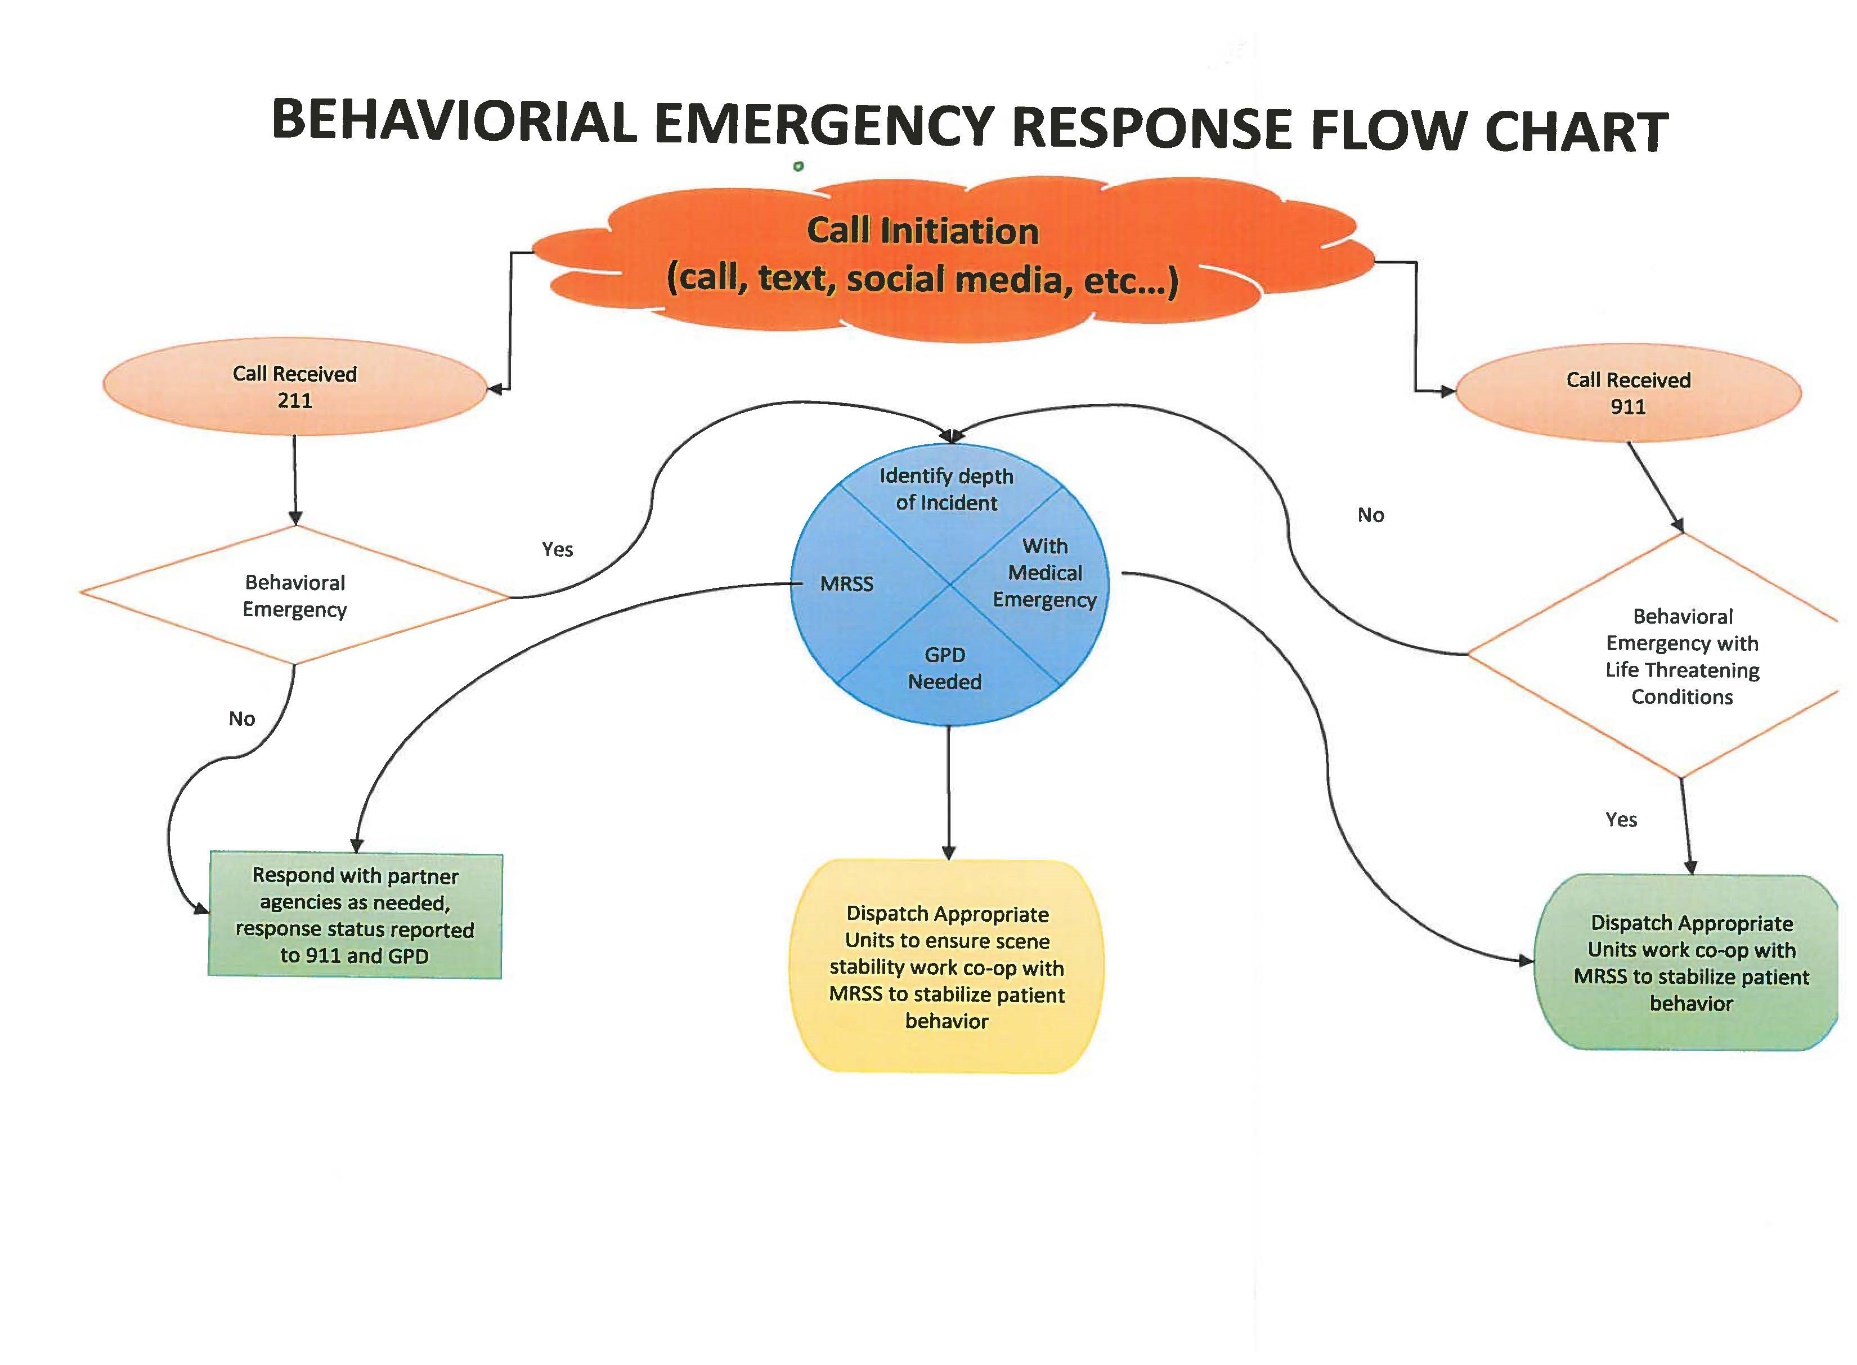 BEHAVIORIAL EMERGENCY RESPONSE FLOW CHART
Call Initiation
(call, text, social media, etc...)
Call Received
211
Call Received
911
Identify depth
of Incident
With
Medical
Emergency
MRSS
GPD
Needed
Yes
No
Behavioral
Emergency
Behavioral
Emergency with
Life Threatening
Conditions
No
Yes
Respond with partner
agencies as needed,
response status reported
to 911 and GPD
Dispatch Appropriate
Units to ensure scene
stability work co-op with
MRSS to stabilize patient
behavior
Dispatch Appropriate
Units work co-op with
MRSS to stabilize patient
behavior